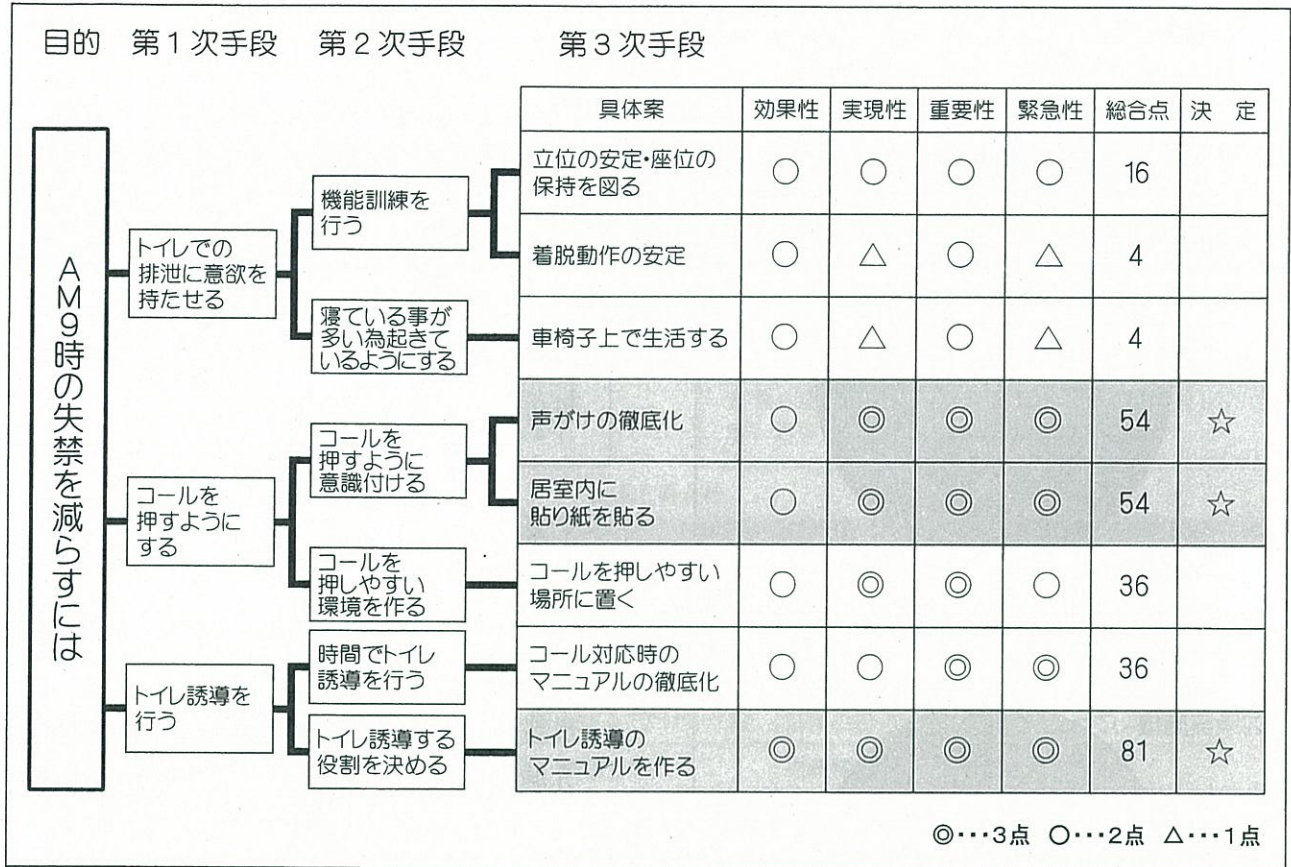 目的 第1次手段 第2次手段 第3次手段
具体案 効果性 実現性 重要性 緊急性 総合点 決 定
AM9時の失禁を減らすには
トイレでの
排泄に意欲を
持たせる
機能訓練を
行う
立位の安定・座位の
保持を図る
○ ○ ○ ○ 16
着脱動作の安定
○ △ ○ △ 4
寝ている事が
多い為起きて
いるようにする
車椅子上で生活する
○ △ ○ △ 4
コールを
押すように
する
コールを
押すように
意識付ける
声がけの徹底化
○ ◎ ◎ ◎ 54 ☆
居室内に
貼り紙を貼る
○ ◎ ◎ ◎ 54 ☆
コールを
押しやすい
環境を作る
コールを押しやすい
場所に置く
○ ◎ ◎ ○ 36
トイレ誘導を
行う
時間でトイレ
誘導を行う
コール対応時の
マニュアルの徹底化
○ ○ ◎ ◎ 36
トイレ誘導する
役割を決める
トイレ誘導の
マニュアルを作る
◎ ◎ ◎ ◎ 81 ☆
◎・・・3点 ○・・・2点 △・・・1点